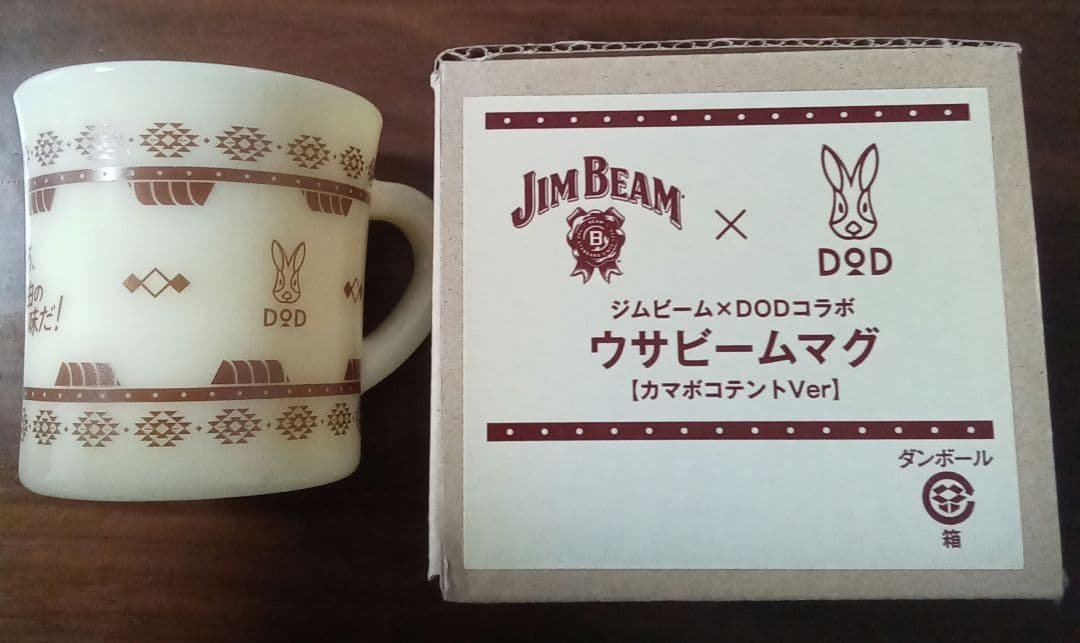 味だ!
DOD
JIM BEAM
B
×
DOD
ジムビーム×DODコラボ
ウサビームマグ
【カマボコテントVer】
ダンボール
箱